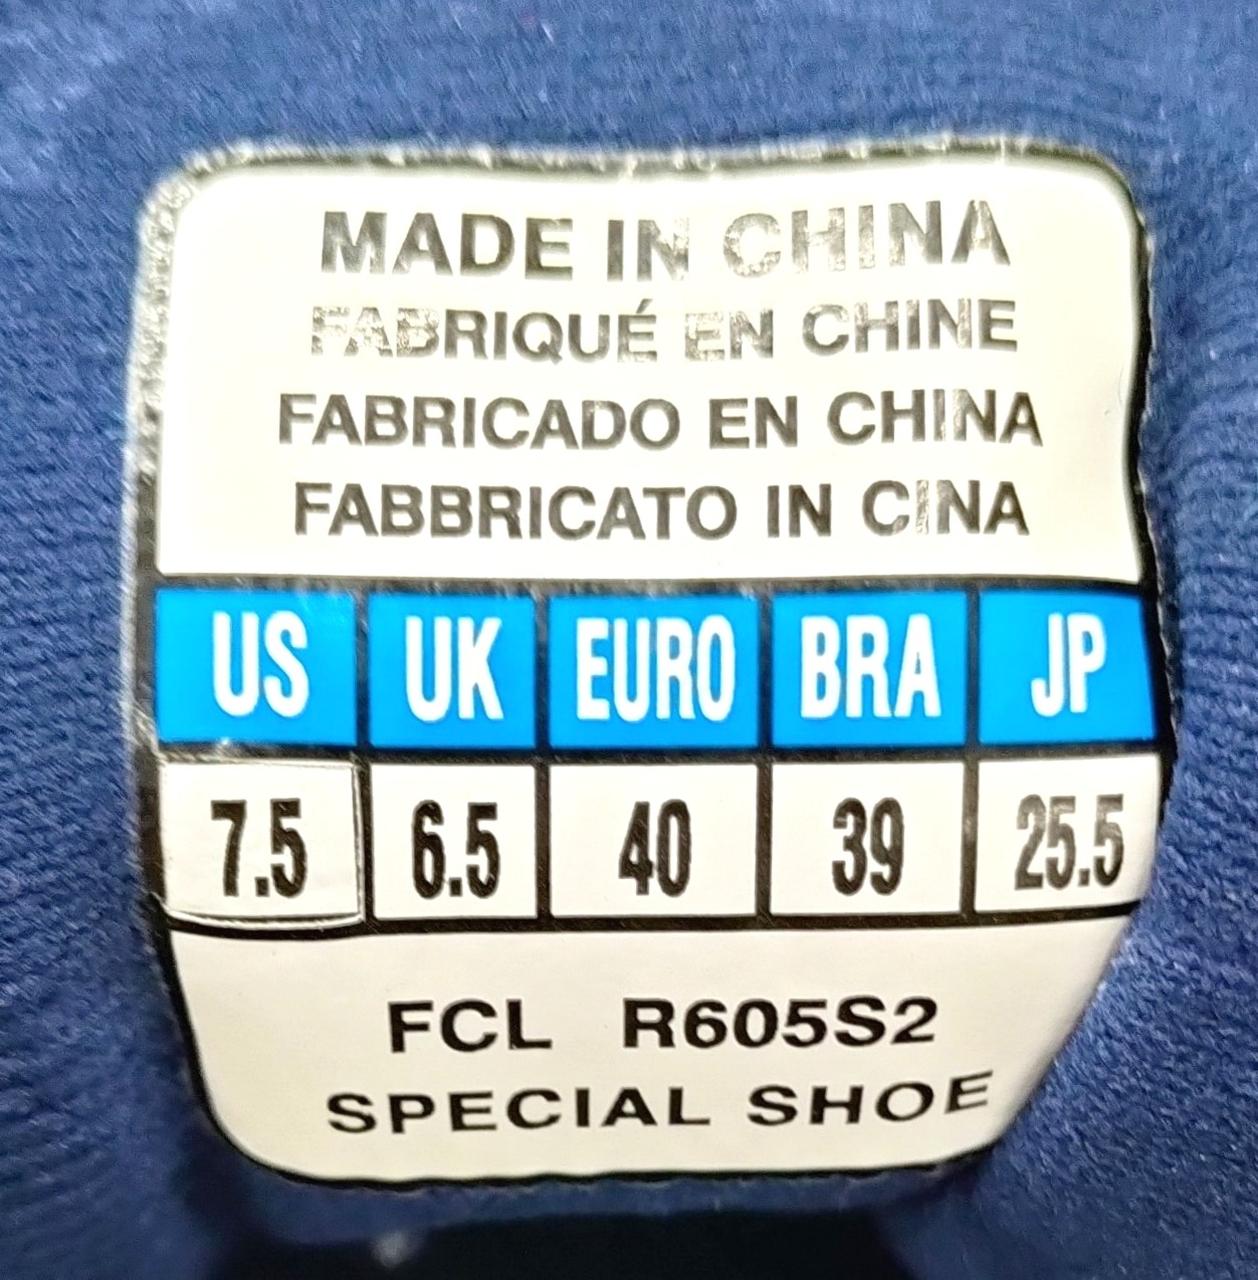 MADE IN CHINA
FABRIQUÉ EN CHINE
FABRICADO EN CHINA
FABBRICATO IN CINA
US UK EURO BRA JP
7.5 6.5 40 39 25.5
FCL R605S2
SPECIAL SHOE